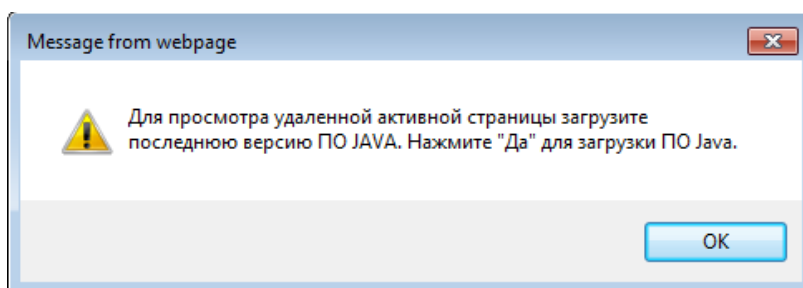 Message from webpage
Для просмотра удаленной активной страницы загрузите
последнюю версию ПО JAVA. Нажмите "Да" для загрузки ПО Java.
OK